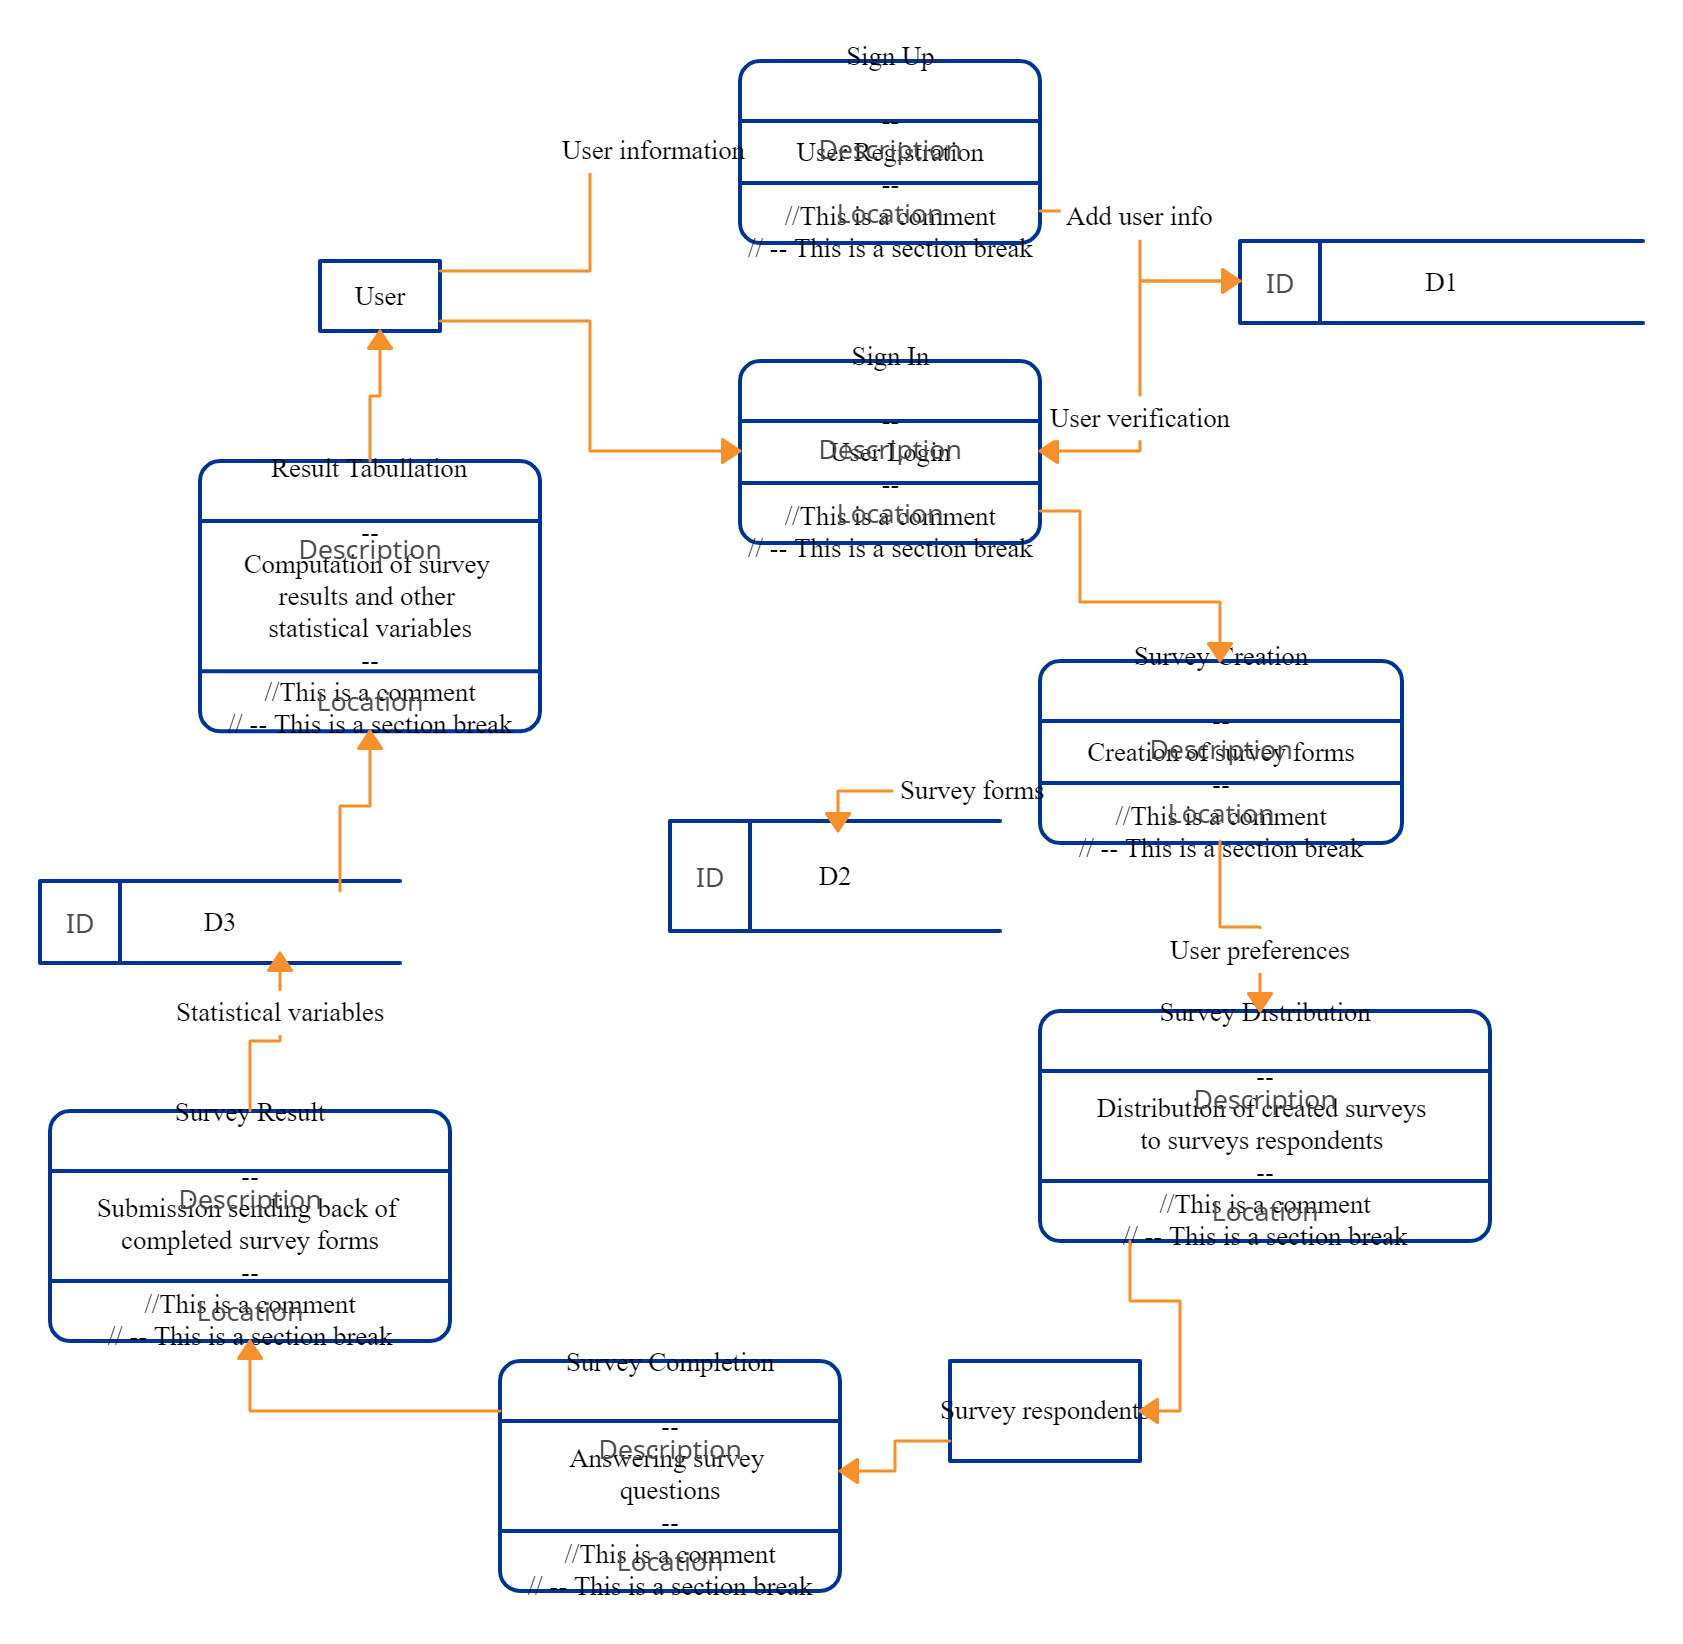 Sign Up
--
Description
User Registration
--
Location
//This is a comment
// -- This is a section break
User information
Add user info
User
ID
D1
Sign In
--
Description
User Login
--
Location
//This is a comment
// -- This is a section break
User verification
Result Tabullation
--
Description
Computation of survey
results and other
statistical variables
--
Location
//This is a comment
// -- This is a section break
Survey Creation
--
Description
Creation of survey forms
--
Location
//This is a comment
// -- This is a section break
Survey forms
ID
D2
ID
D3
User preferences
Statistical variables
Survey Distribution
--
Description
Distribution of created surveys
to surveys respondents
--
Location
//This is a comment
// -- This is a section break
Survey Result
--
Description
Submission sending back of
completed survey forms
--
Location
//This is a comment
// -- This is a section break
Survey Completion
--
Description
Answering survey
questions
--
Location
//This is a comment
// -- This is a section break
Survey respondents